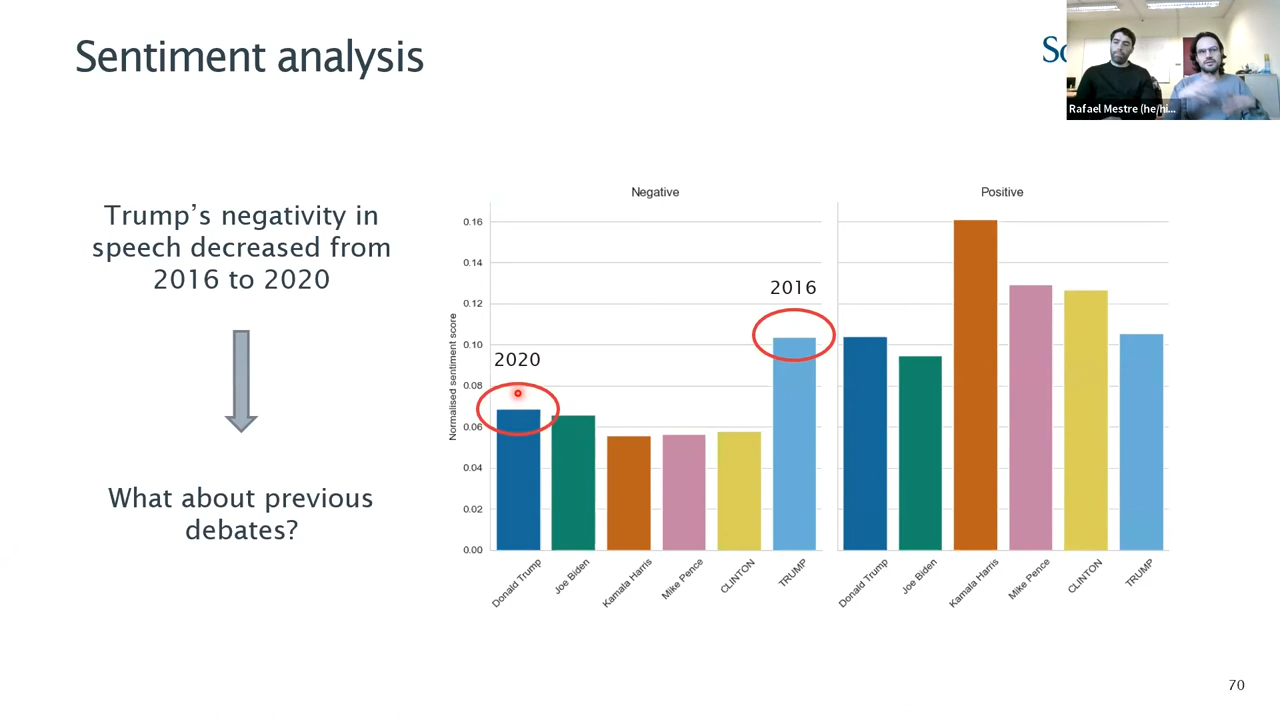 Sentiment analysis
So
Rafael Mestre (he/hi...
Trump's negativity in
speech decreased from
2016 to 2020
What about previous
debates?
Negative
Positive
Normalised sentiment score
0.16
0.14
0.12
0.10
0.08
0.06
0.04
0.02
0.00
2020
2016
Donald Trump
Joe Biden
Kamala Harris
Mike Pence
CLINTON
TRUMP
Donald Trump
Joe Biden
Kamala Harris
Mike Pence
CLINTON
TRUMP
70